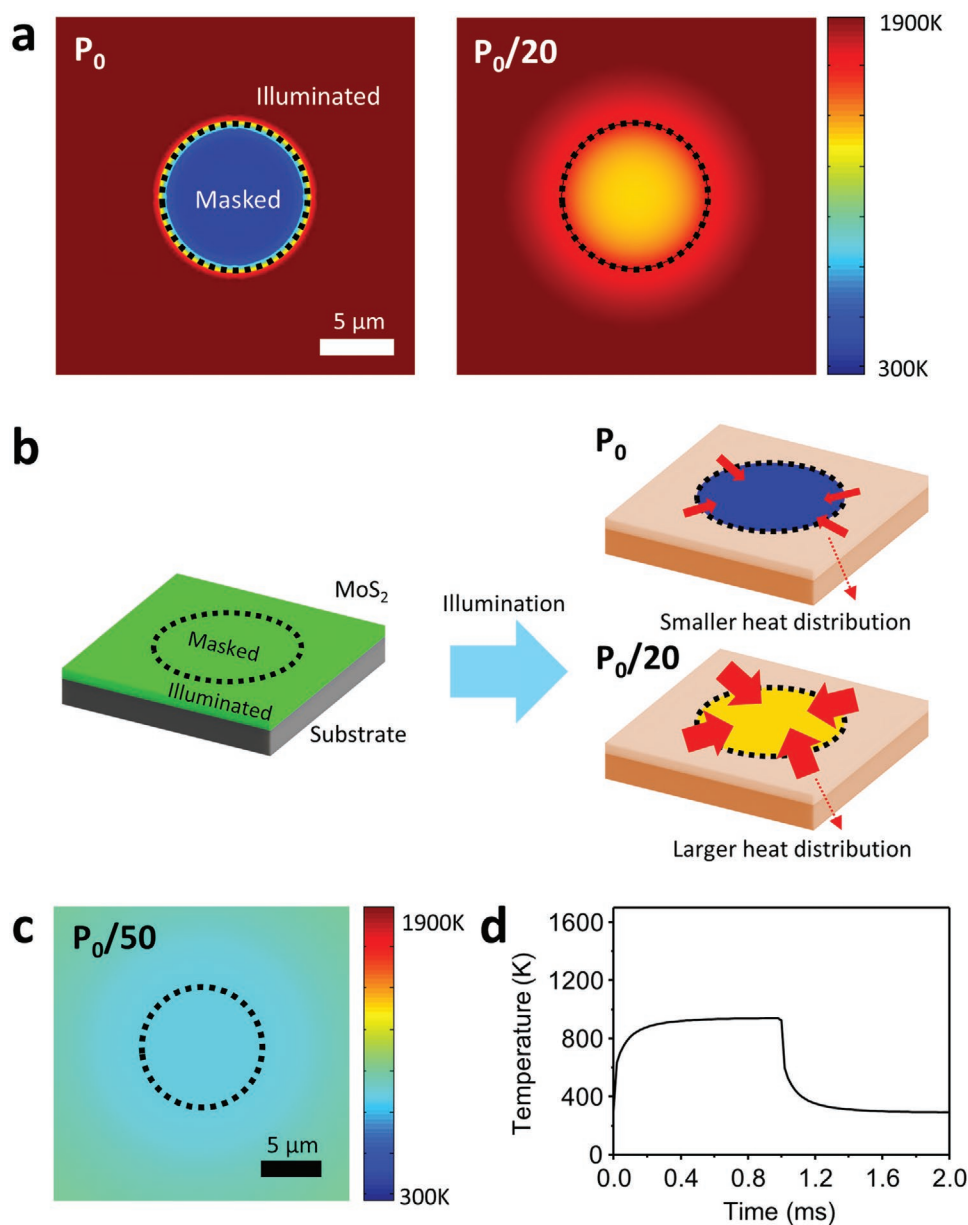 a
P₀
Illuminated
Masked
5 µm
P₀/20
1900K
300K
b
MoS₂
Masked
Illuminated
Substrate
Illumination
P₀
Smaller heat distribution
P₀/20
Larger heat distribution
c
P₀/50
5 µm
1900K
300K
d
Temperature (K)
1600
1200
800
400
0
0.0 0.4 0.8 1.2 1.6 2.0
Time (ms)